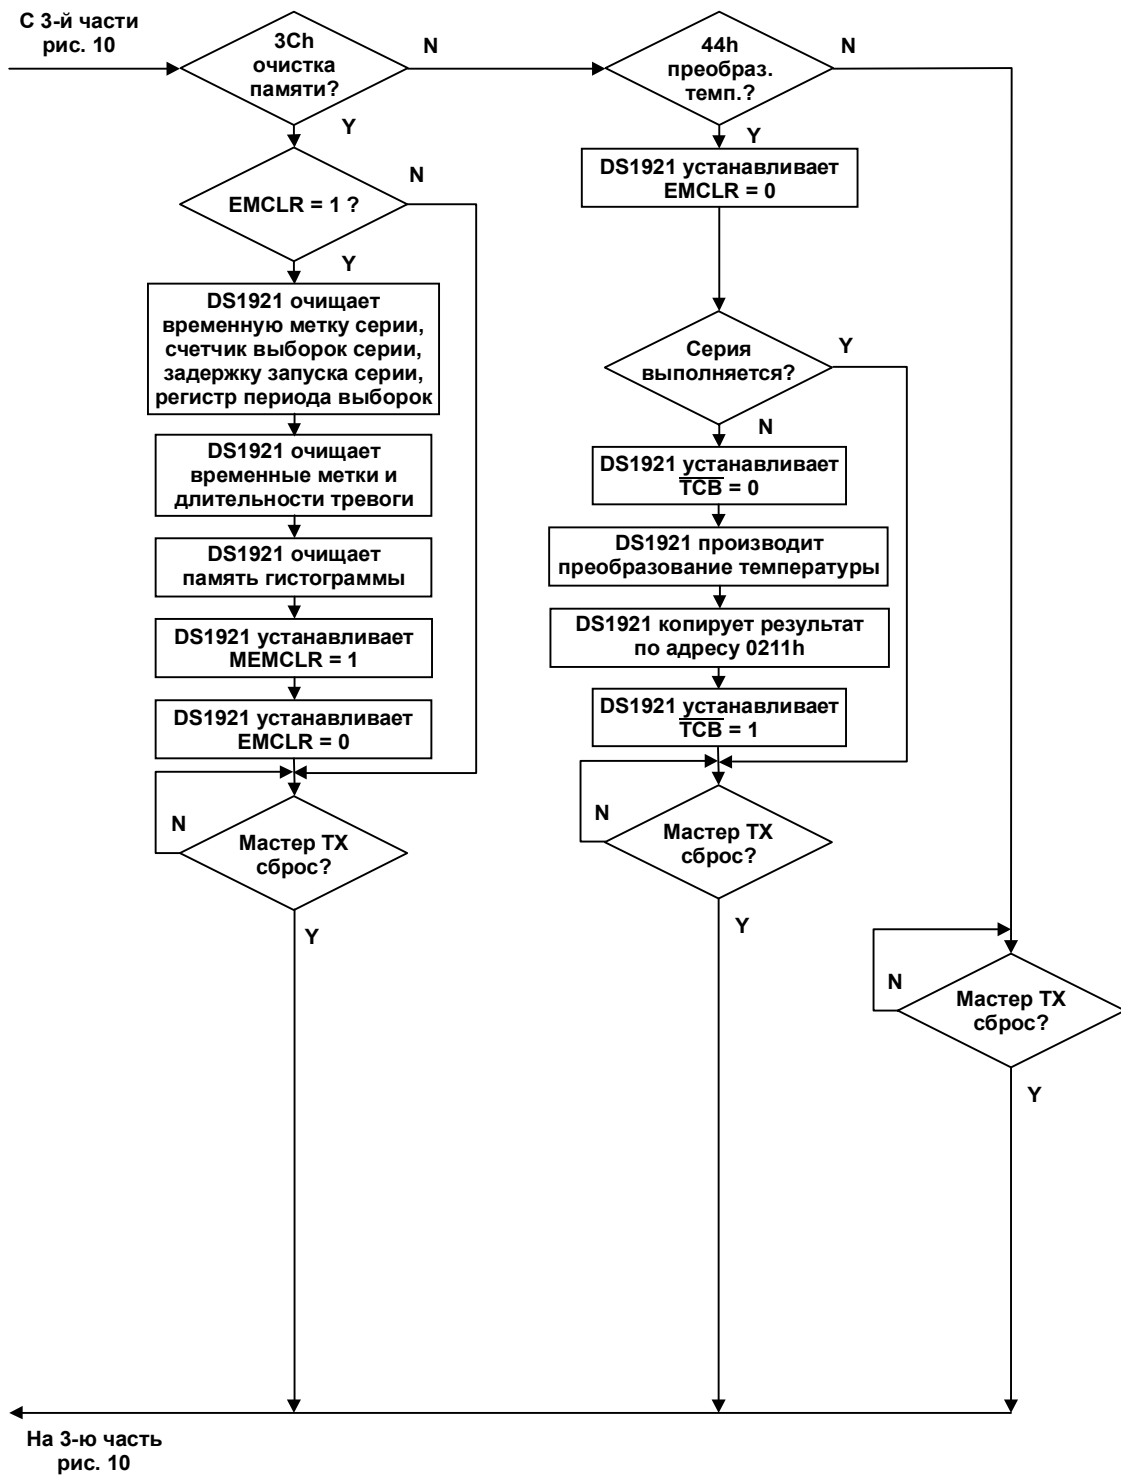 С 3-й части
рис. 10
3Ch
очистка
памяти?
N
44h
преобраз.
темп.?
N
Y
Y
EMCLR = 1 ?
N
DS1921 устанавливает
EMCLR = 0
Y
DS1921 очищает
временную метку серии,
счетчик выборок серии,
задержку запуска серии,
регистр периода выборок
Серия
выполняется?
Y
N
DS1921 очищает
временные метки и
длительности тревоги
DS1921 устанавливает
T̅C̅B̅ = 0
DS1921 очищает
память гистограммы
DS1921 производит
преобразование температуры
DS1921 устанавливает
MEMCLR = 1
DS1921 копирует результат
по адресу 0211h
DS1921 устанавливает
EMCLR = 0
DS1921 устанавливает
T̅C̅B̅ = 1
N
Мастер TX
сброс?
Y
N
Мастер TX
сброс?
Y
N
Мастер TX
сброс?
Y
На 3-ю часть
рис. 10